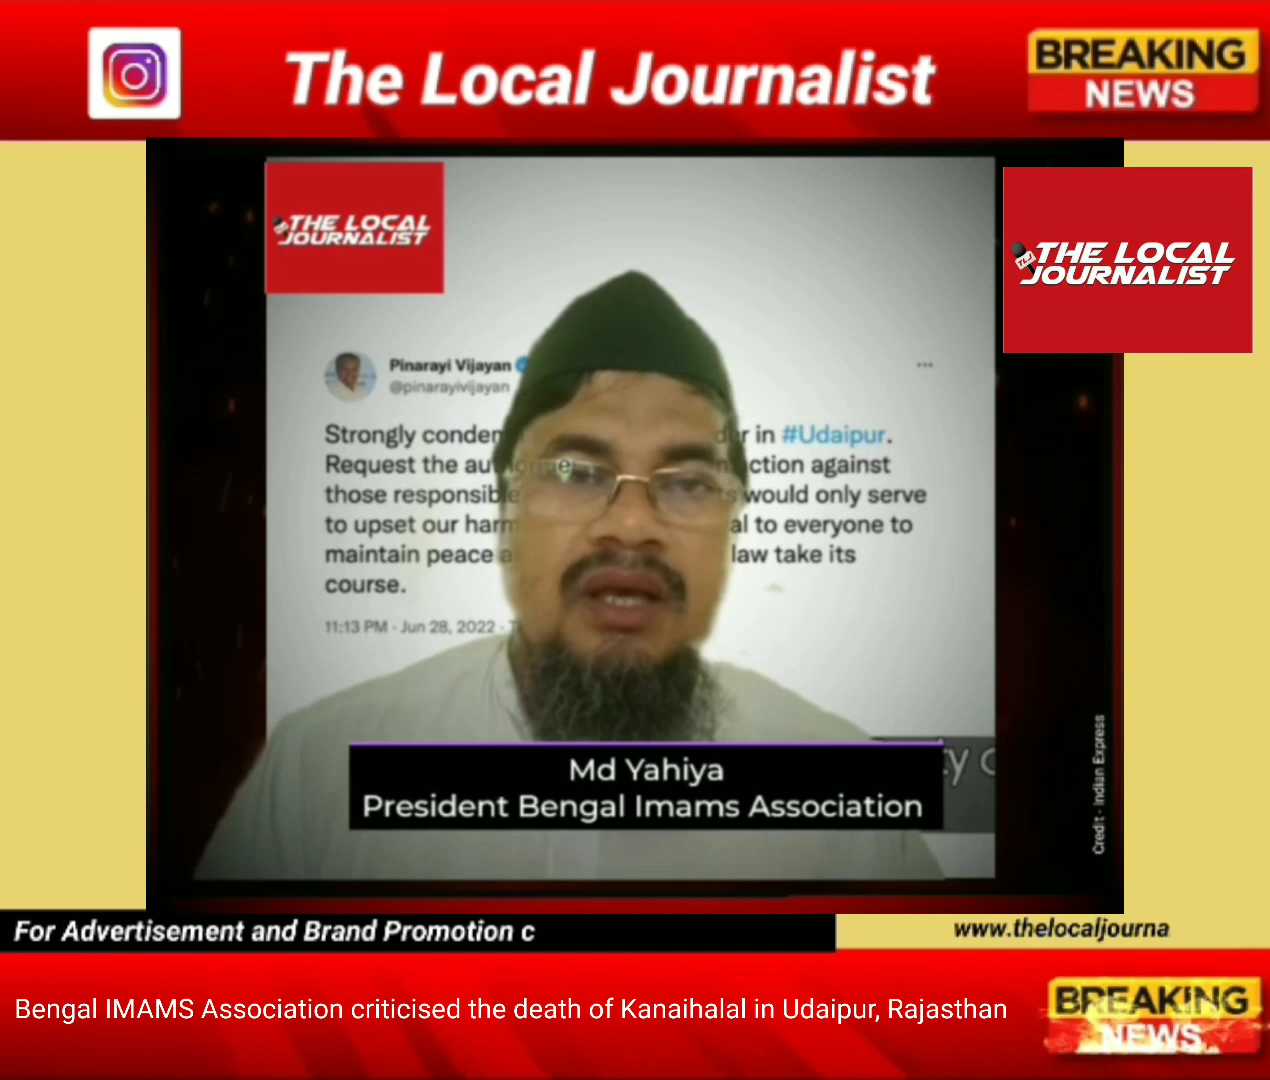 The Local Journalist
BREAKING
NEWS
THE LOCAL
JOURNALIST
TLJ
THE LOCAL
JOURNALIST
Pinarayi Vijayan
@pinarayivijayan
Strongly conden r in #Udaipur.
Request the au ction against
those responsible would only serve
to upset our harm al to everyone to
maintain peace a law take its
course.
11:13 PM - Jun 28, 2022 -
Md Yahiya
President Bengal Imams Association
Credit - Indian Express
For Advertisement and Brand Promotion c
www.thelocaljourna
Bengal IMAMS Association criticised the death of Kanaihalal in Udaipur, Rajasthan
BREAKING
NEWS